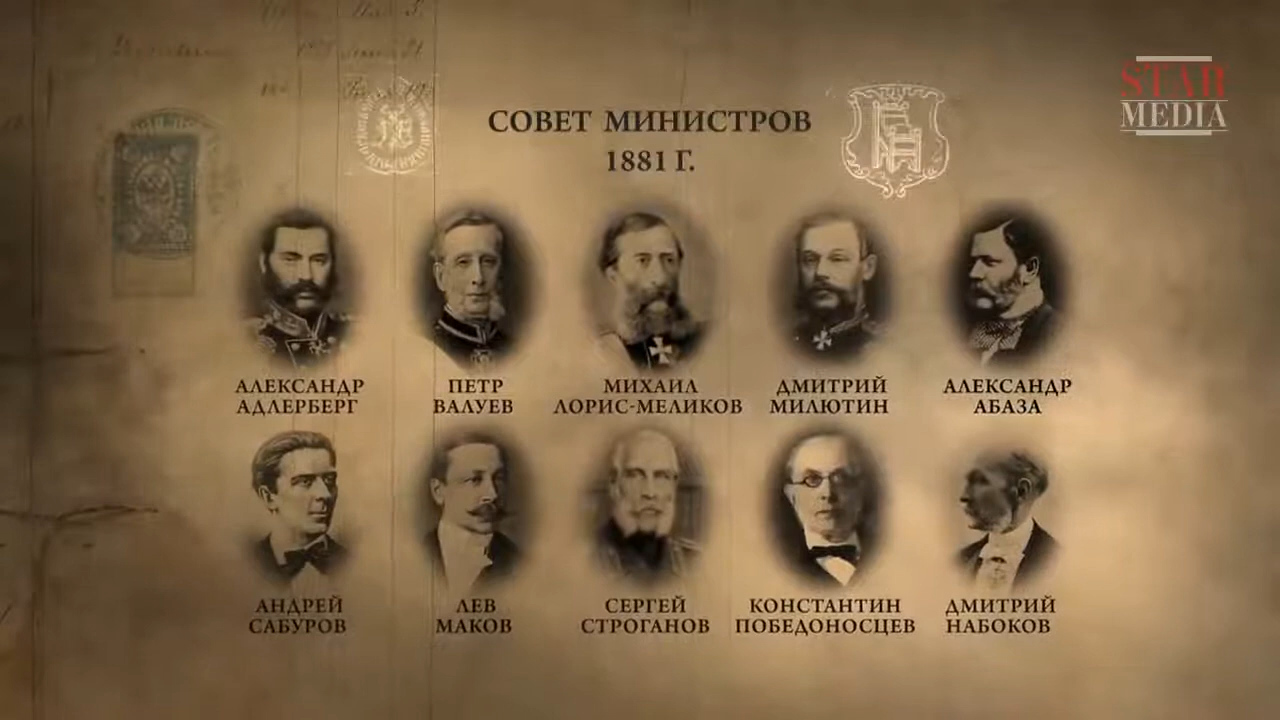 СОВЕТ МИНИСТРОВ
1881 Г.
STAR
MEDIA
АЛЕКСАНДР
АДЛЕРБЕРГ
ПЕТР
ВАЛУЕВ
МИХАИЛ
ЛОРИС-МЕЛИКОВ
ДМИТРИЙ
МИЛЮТИН
АЛЕКСАНДР
АБАЗА
АНДРЕЙ
САБУРОВ
ЛЕВ
МАКОВ
СЕРГЕЙ
СТРОГАНОВ
КОНСТАНТИН
ПОБЕДОНОСЦЕВ
ДМИТРИЙ
НАБОКОВ